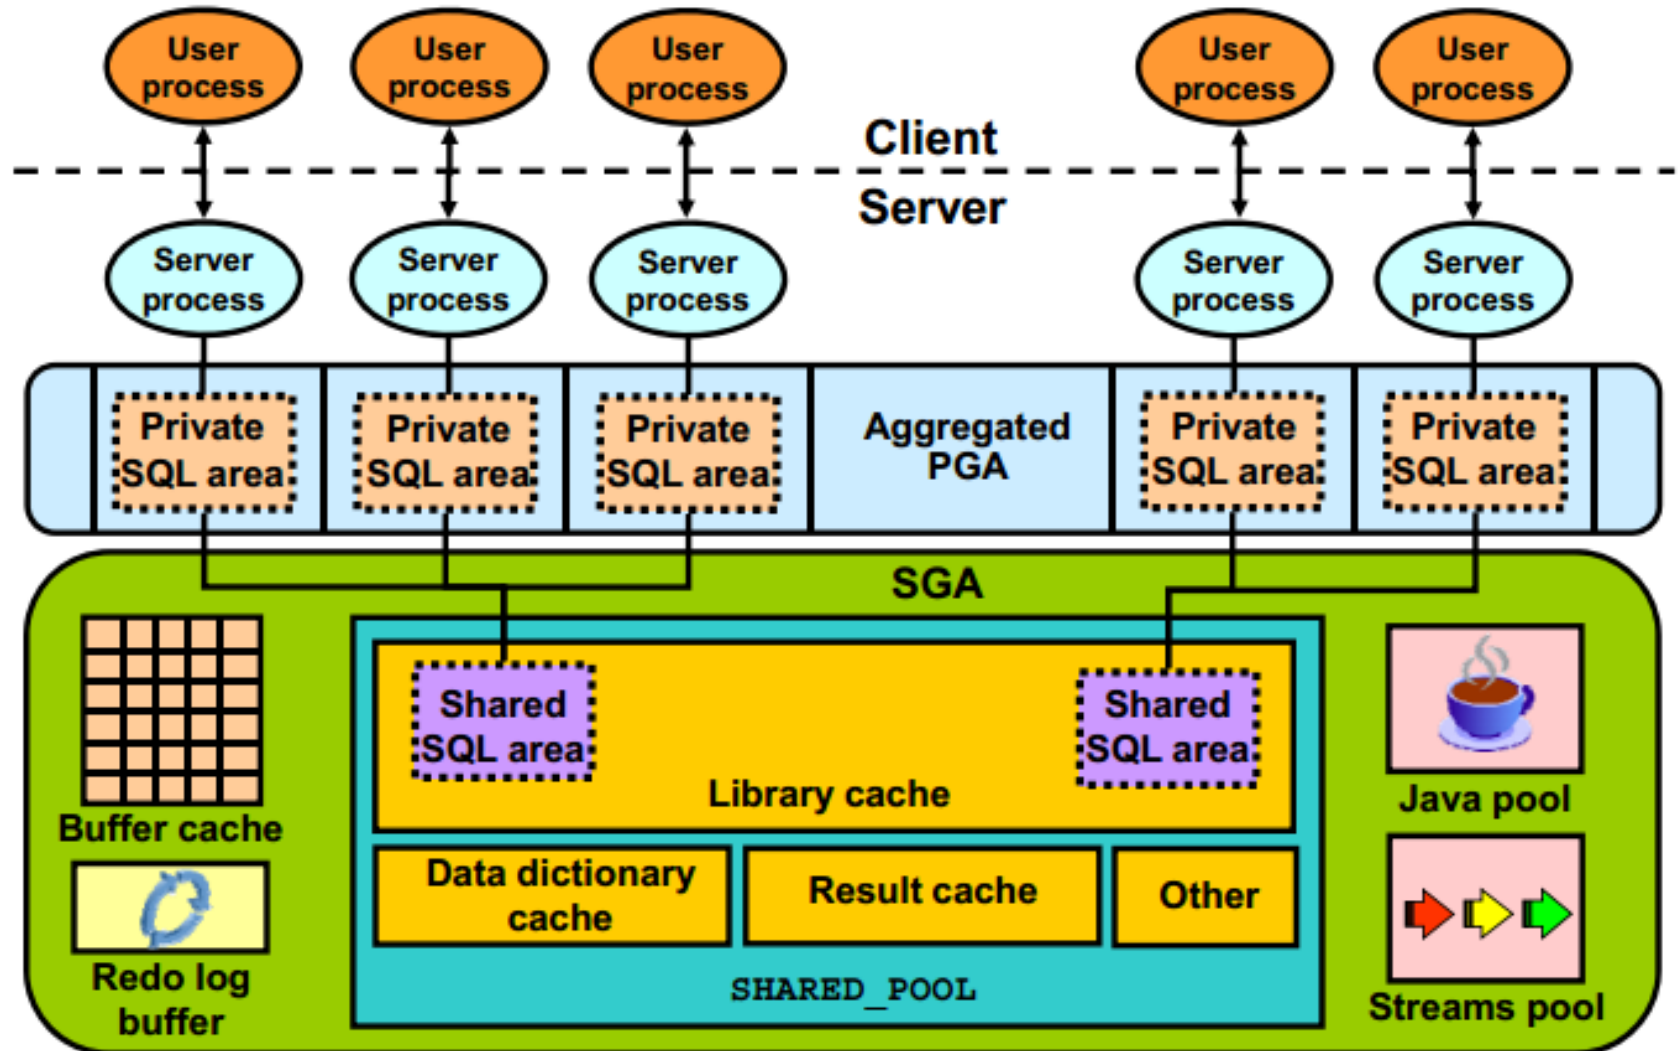 User
process
User
process
User
process
User
process
User
process
Client
Server
Server
process
Server
process
Server
process
Server
process
Server
process
Private
SQL area
Private
SQL area
Private
SQL area
Aggregated
PGA
Private
SQL area
Private
SQL area
SGA
Shared
SQL area
Shared
SQL area
Library cache
Buffer cache
Java pool
Data dictionary
cache
Result cache
Other
Redo log
buffer
SHARED_POOL
Streams pool